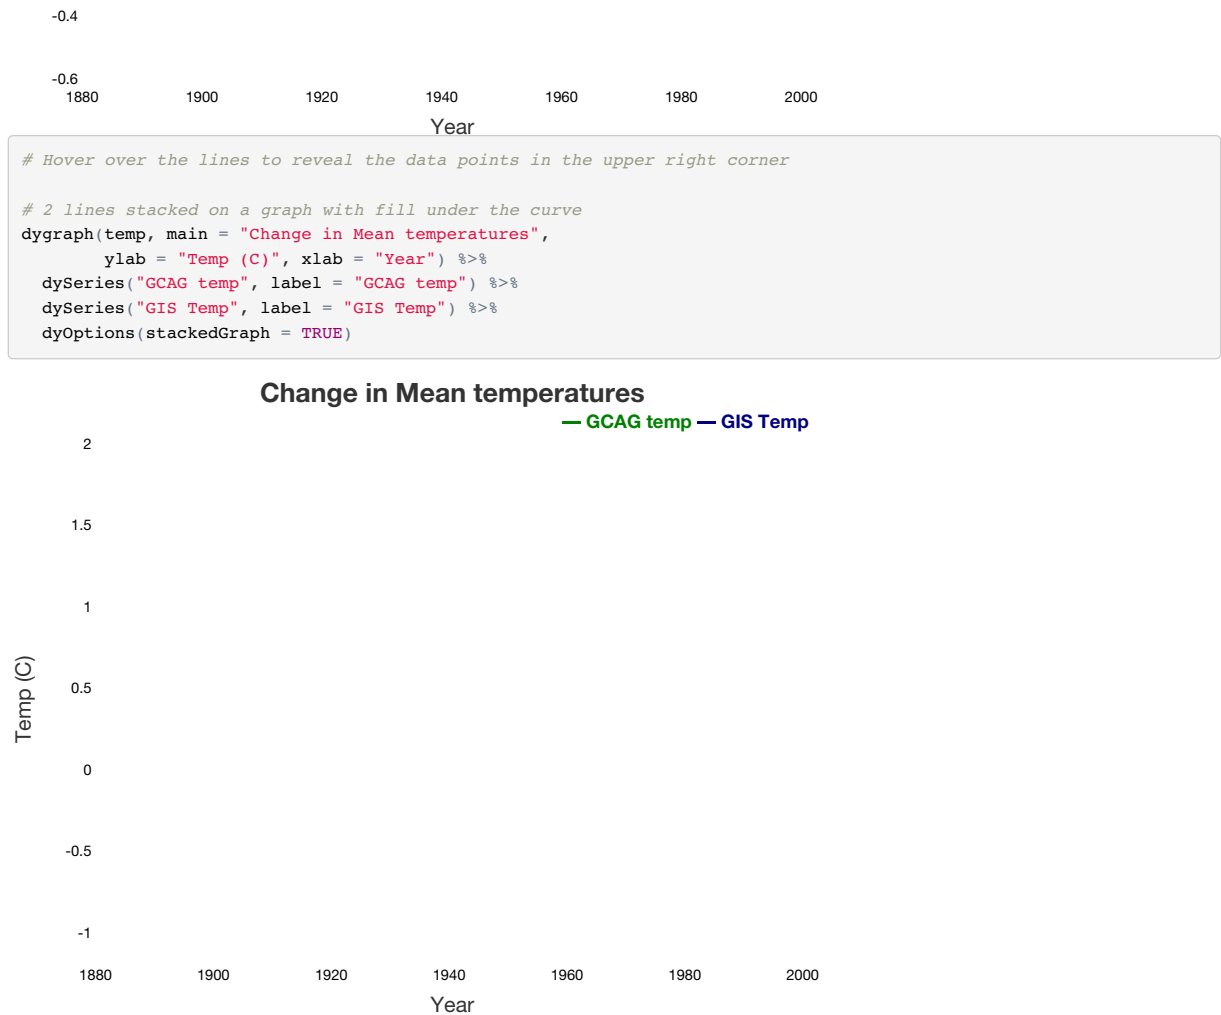 -0.4
-0.6
1880 1900 1920 1940 1960 1980 2000
Year
# Hover over the lines to reveal the data points in the upper right corner
# 2 lines stacked on a graph with fill under the curve
dygraph(temp, main = "Change in Mean temperatures",
        ylab = "Temp (C)", xlab = "Year") %>%
  dySeries("GCAG temp", label = "GCAG temp") %>%
  dySeries("GIS Temp", label = "GIS Temp") %>%
  dyOptions(stackedGraph = TRUE)
Change in Mean temperatures
— GCAG temp — GIS Temp
2
1.5
1
Temp (C)
0.5
0
-0.5
-1
1880 1900 1920 1940 1960 1980 2000
Year